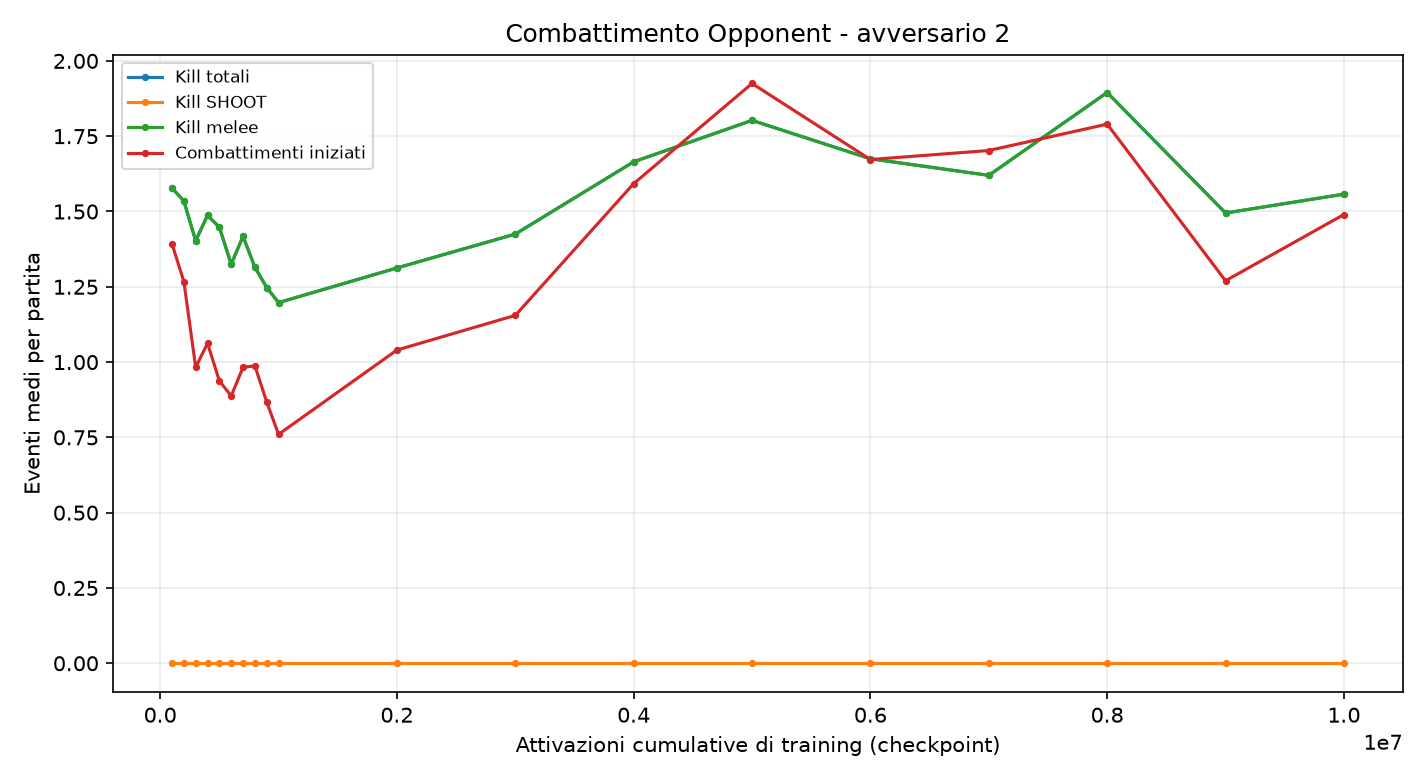 Combattimento Opponent - avversario 2
Kill totali
Kill SHOOT
Kill melee
Combattimenti iniziati
2.00
1.75
1.50
1.25
1.00
0.75
0.50
0.25
0.00
Eventi medi per partita
0.0 0.2 0.4 0.6 0.8 1.0
1e7
Attivazioni cumulative di training (checkpoint)